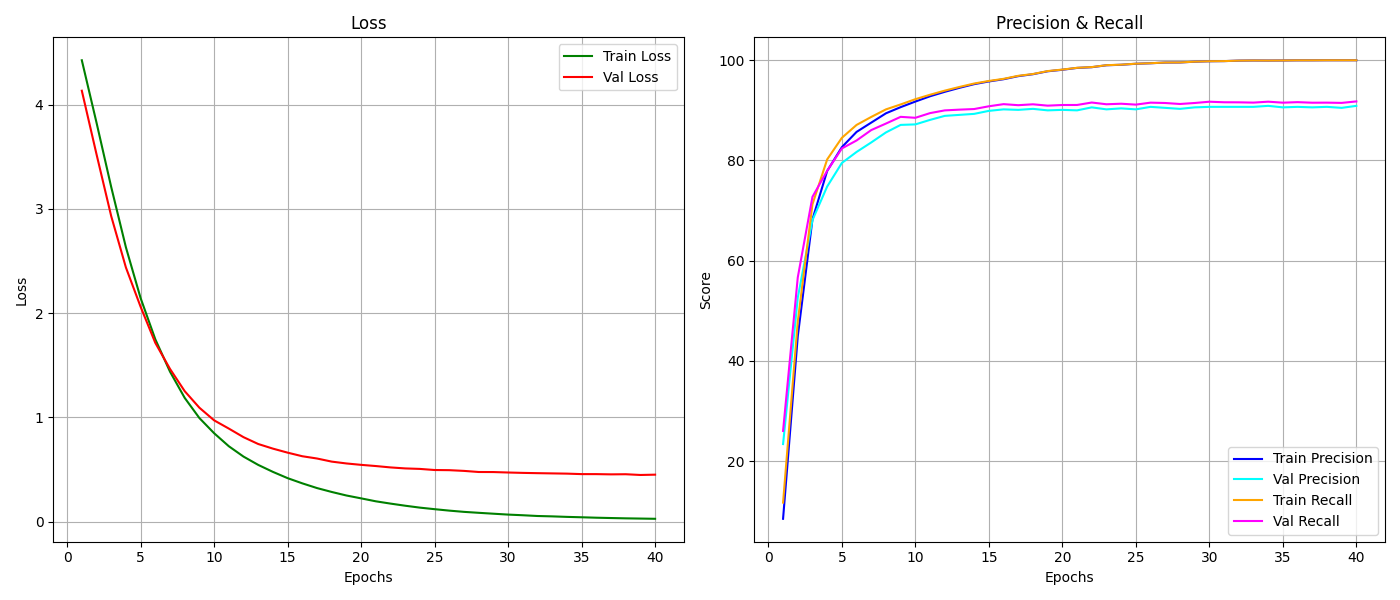 Loss
Train Loss
Val Loss
Loss
4
3
2
1
0
0 5 10 15 20 25 30 35 40
Epochs
Precision & Recall
Score
100
80
60
40
20
Train Precision
Val Precision
Train Recall
Val Recall
0 5 10 15 20 25 30 35 40
Epochs